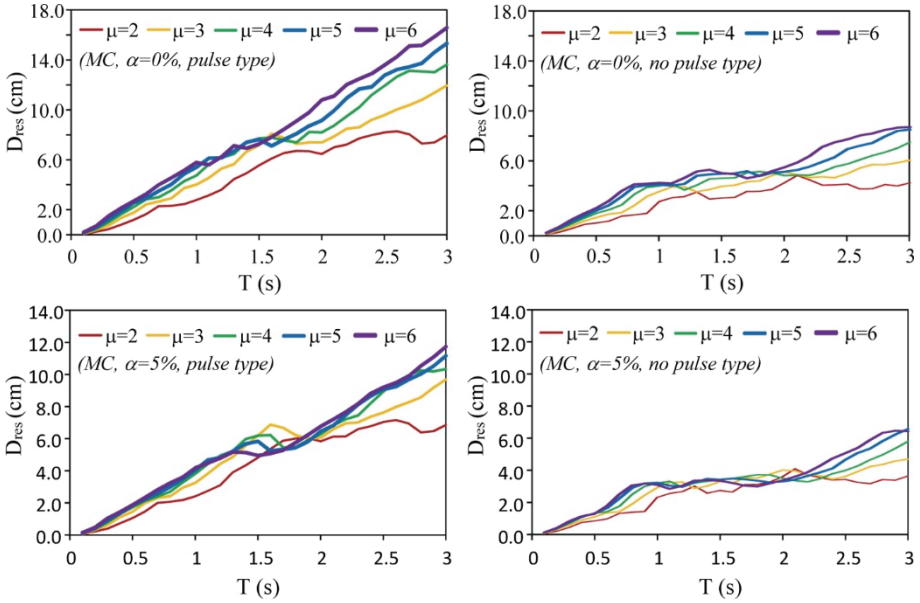 18.0
μ=2 μ=3 μ=4 μ=5 μ=6
(MC, α=0%, pulse type)
14.0
10.0
6.0
2.0
0.0
D_res (cm)
0 0.5 1 1.5 2 2.5 3
T (s)
18.0
μ=2 μ=3 μ=4 μ=5 μ=6
(MC, α=0%, no pulse type)
14.0
10.0
6.0
2.0
0.0
D_res (cm)
0 0.5 1 1.5 2 2.5 3
T (s)
14.0
μ=2 μ=3 μ=4 μ=5 μ=6
12.0
(MC, α=5%, pulse type)
10.0
8.0
6.0
4.0
2.0
0.0
D_res (cm)
0 0.5 1 1.5 2 2.5 3
T (s)
14.0
μ=2 μ=3 μ=4 μ=5 μ=6
12.0
(MC, α=5%, no pulse type)
10.0
8.0
6.0
4.0
2.0
0.0
D_res (cm)
0 0.5 1 1.5 2 2.5 3
T (s)